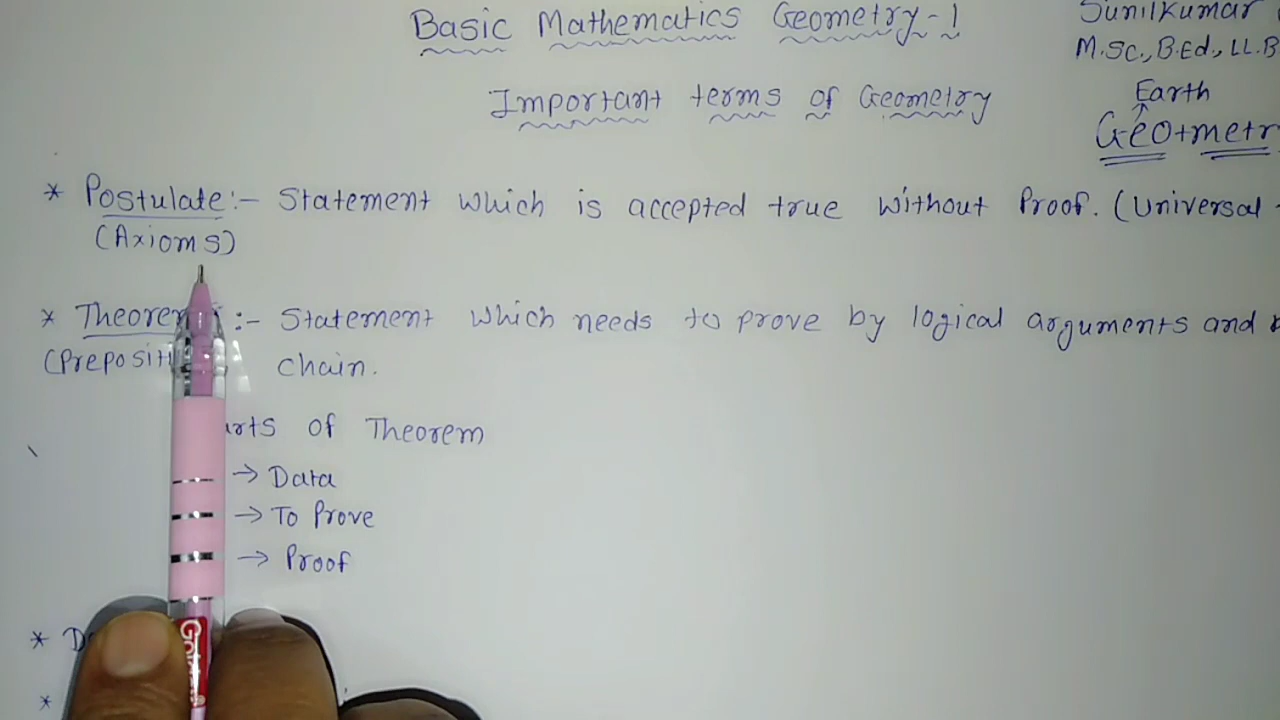 Basic Mathematics Geometry-1
Sunilkumar
M.Sc., B.Ed., LL.B
Important terms of Geometry
Earth
Geo+metr
* Postulate:- Statement which is accepted true without Proof. (Universal
(Axioms)
* Theorem :- Statement which needs to prove by logical arguments and
(Prepositi chain.
of Theorem
→ Data
→ To Prove
→ Proof
*
*